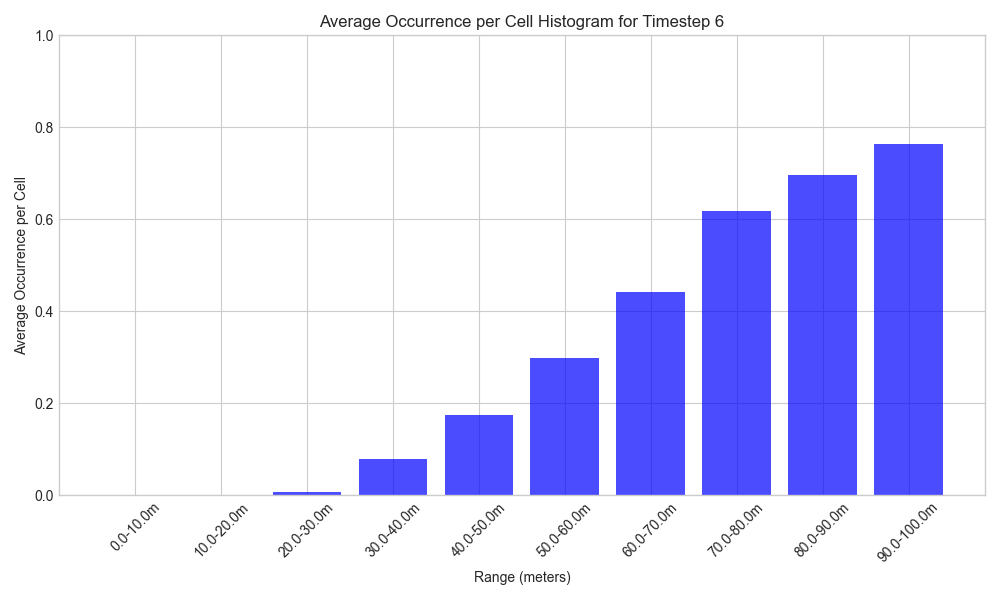 Average Occurrence per Cell Histogram for Timestep 6
Average Occurrence per Cell
1.0
0.8
0.6
0.4
0.2
0.0
0.0-10.0m
10.0-20.0m
20.0-30.0m
30.0-40.0m
40.0-50.0m
50.0-60.0m
60.0-70.0m
70.0-80.0m
80.0-90.0m
90.0-100.0m
Range (meters)